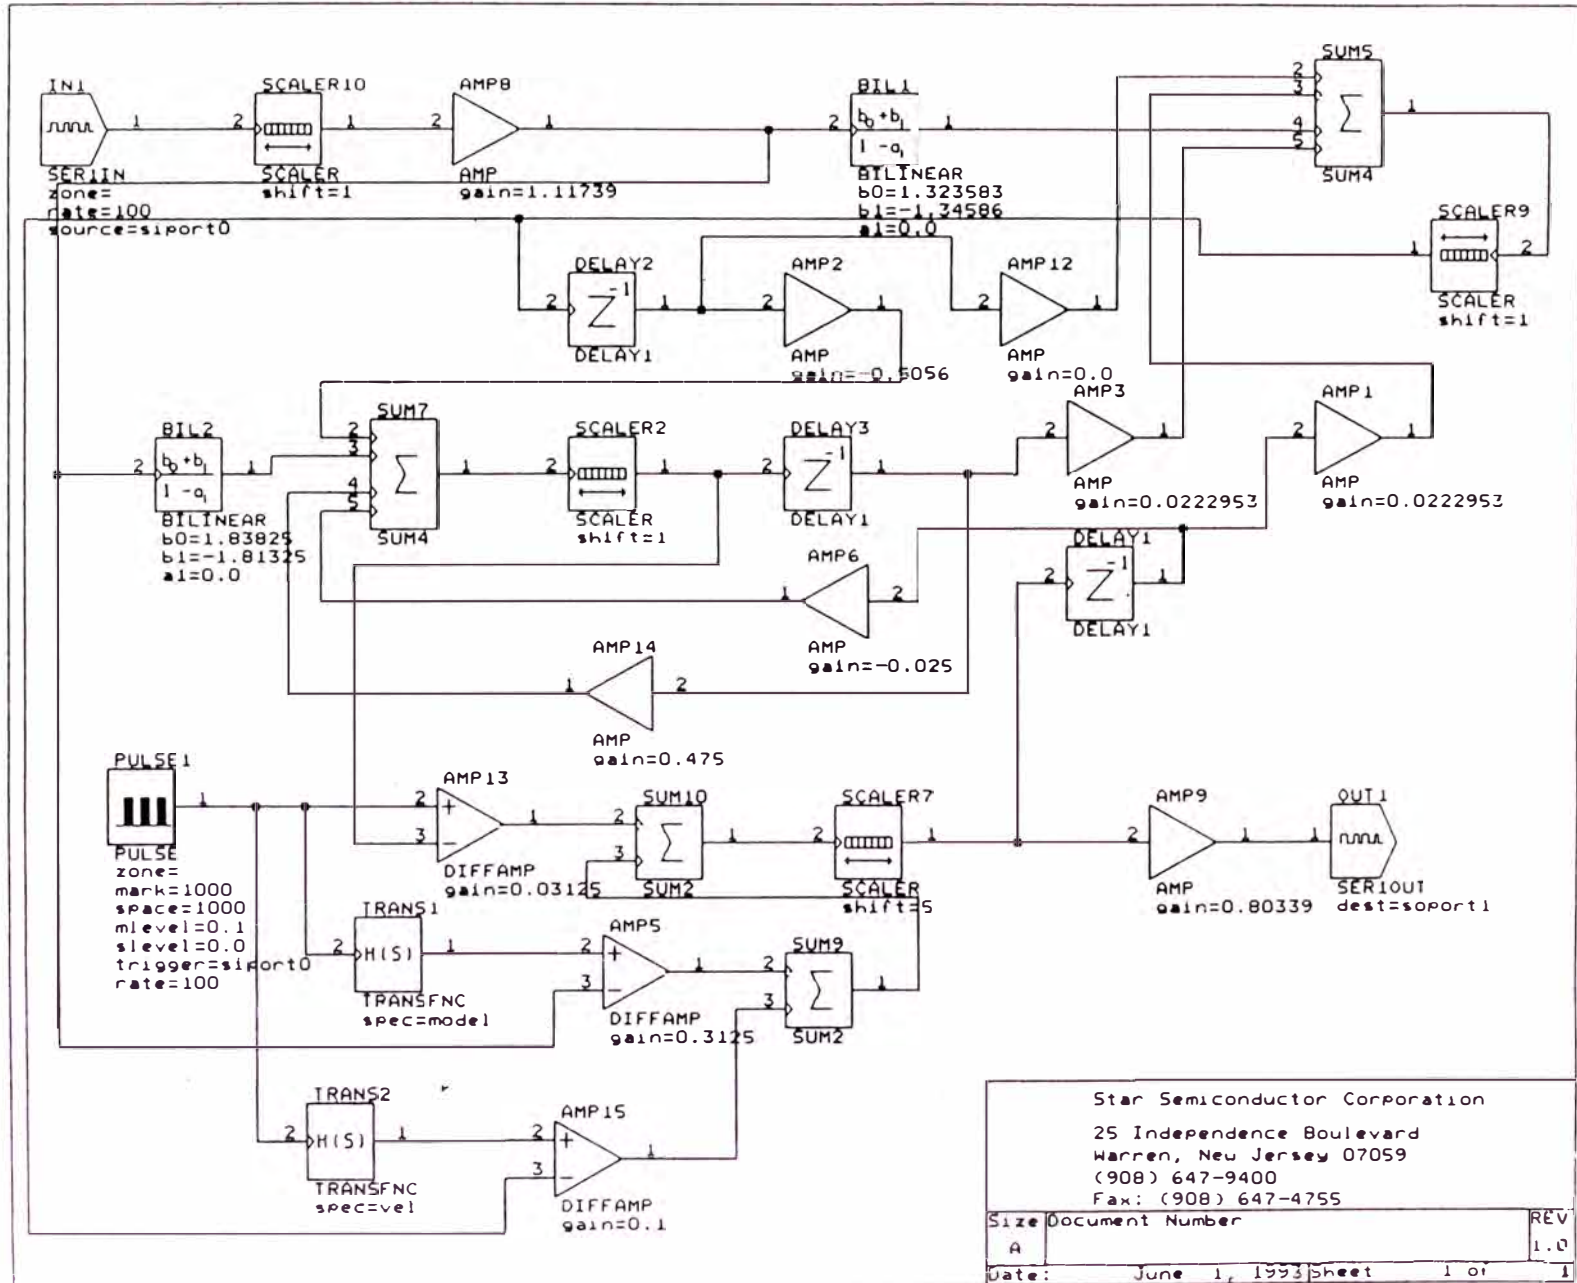 IN1
1
SER1IN
zone=
rate=100
source=siport0
SCALER10
2
1
SCALER
shift=1
AMP8
2
1
AMP
gain=1.11739
BIL1
2
b0+b1
1-a1
1
BILINEAR
b0=1.323583
b1=-1.34586
a1=0.0
SUM5
2
3
4
5
Σ
1
SUM4
SCALER9
1
2
SCALER
shift=1
DELAY2
2
Z-1
1
DELAY1
AMP2
2
1
AMP
gain=-0.5056
AMP12
2
1
AMP
gain=0.0
AMP3
2
1
AMP
gain=0.0222953
AMP1
2
1
AMP
gain=0.0222953
BIL2
2
b0+b1
1-a1
1
BILINEAR
b0=1.83825
b1=-1.81325
a1=0.0
SUM7
2
3
4
5
Σ
1
SUM4
SCALER2
2
1
SCALER
shift=1
DELAY3
2
Z-1
1
DELAY1
DELAY1
2
Z-1
1
DELAY1
AMP6
1
2
AMP
gain=-0.025
AMP14
1
2
AMP
gain=0.475
PULSE1
1
PULSE
zone=
mark=1000
space=1000
mlevel=0.1
slevel=0.0
trigger=siport0
rate=100
AMP13
2
+
3
-
1
DIFFAMP
gain=0.03125
SUM10
2
3
Σ
1
SUM2
SCALER7
2
1
SCALER
shift=5
AMP9
2
1
AMP
gain=0.80339
OUT1
1
SER1OUT
dest=soport1
TRANS1
2
H(S)
1
TRANSFNC
spec=model
AMP5
2
+
3
-
1
DIFFAMP
gain=0.3125
SUM9
2
3
Σ
1
SUM2
TRANS2
2
H(S)
1
TRANSFNC
spec=vel
AMP15
2
+
3
-
1
DIFFAMP
gain=0.1
Star Semiconductor Corporation
25 Independence Boulevard
Warren, New Jersey 07059
(908) 647-9400
Fax: (908) 647-4755
Size Document Number REV
A 1.0
Date: June 1, 1993 Sheet 1 of 1